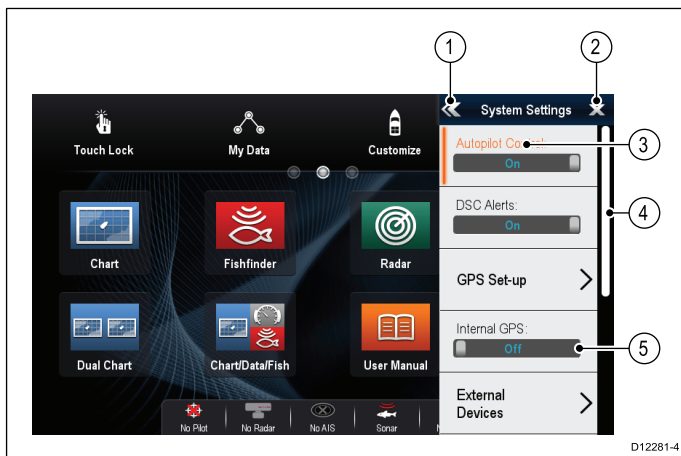 1
2
System Settings
Touch Lock
My Data
Customize
Autopilot Control:
On
3
DSC Alerts:
On
4
Chart
Fishfinder
Radar
GPS Set-up
Internal GPS:
Off
5
Dual Chart
Chart/Data/Fish
User Manual
External
Devices
No Pilot
No Radar
No AIS
Sonar
D12281-4